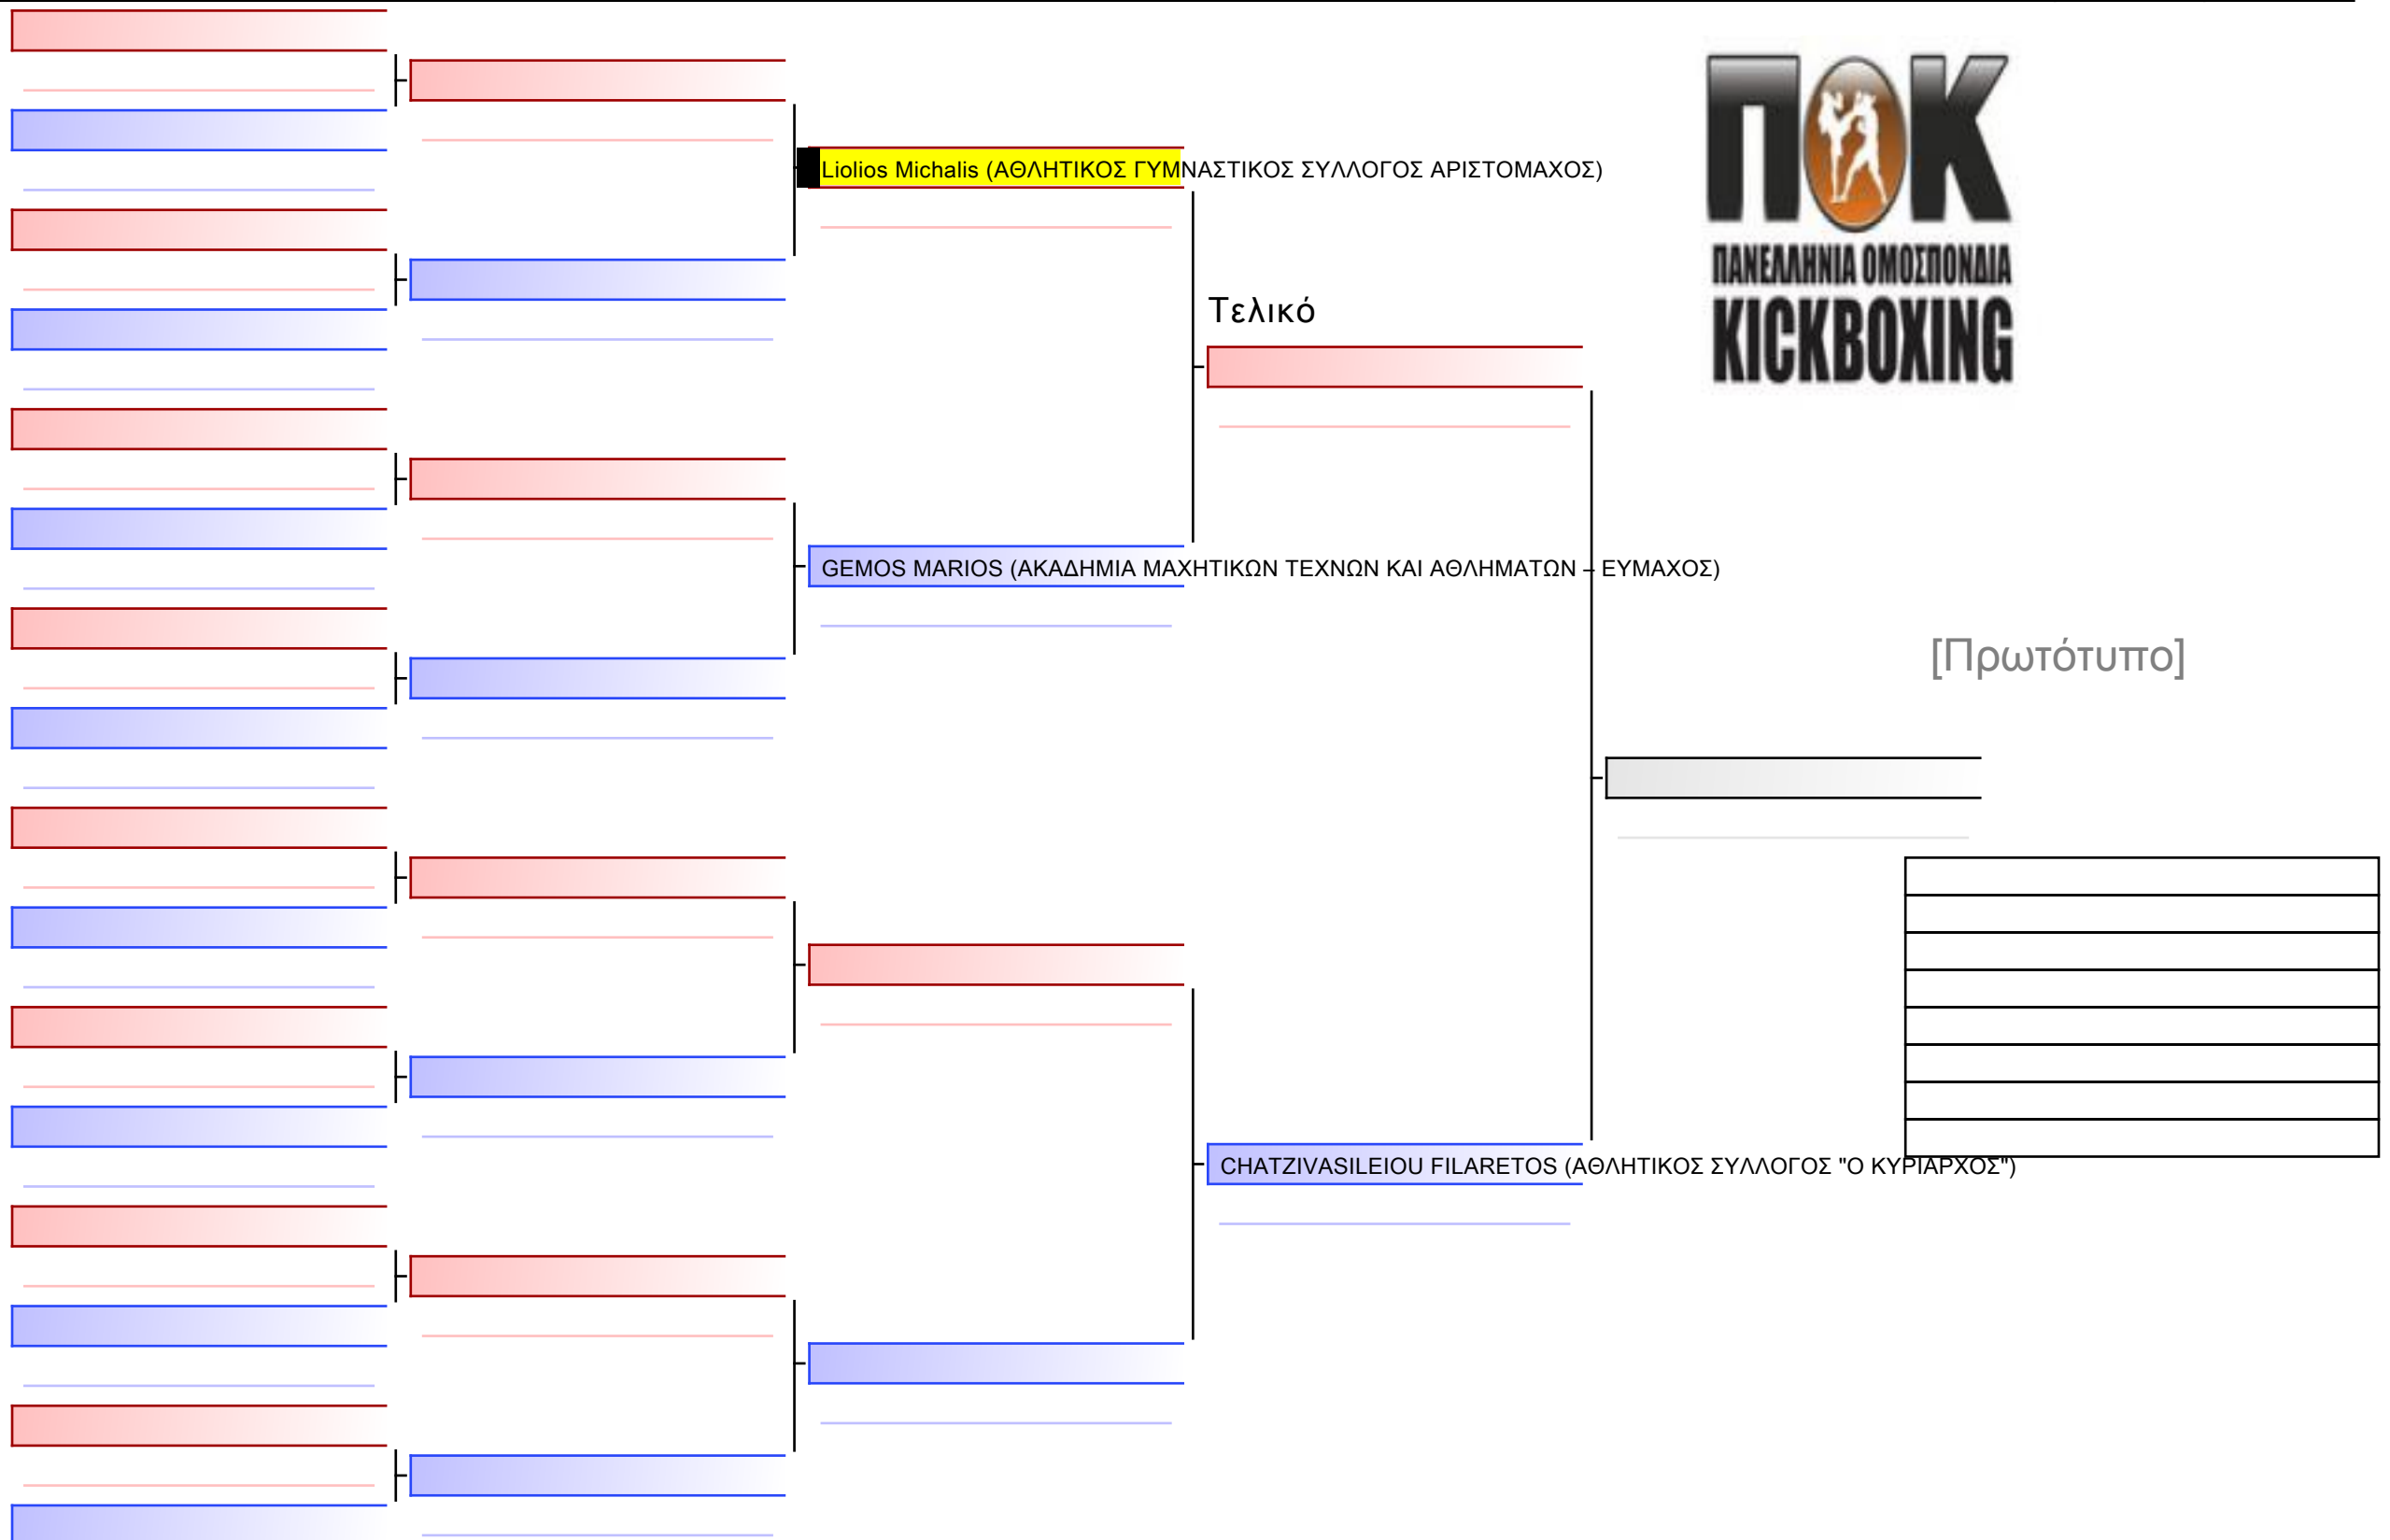 Liolios Michalis (ΑΘΛΗΤΙΚΟΣ ΓΥΜΝΑΣΤΙΚΟΣ ΣΥΛΛΟΓΟΣ ΑΡΙΣΤΟΜΑΧΟΣ)
ΠΟΚ
ΠΑΝΕΛΛΗΝΙΑ ΟΜΟΣΠΟΝΔΙΑ
KICKBOXING
Τελικό
GEMOS MARIOS (ΑΚΑΔΗΜΙΑ ΜΑΧΗΤΙΚΩΝ ΤΕΧΝΩΝ ΚΑΙ ΑΘΛΗΜΑΤΩΝ – ΕΥΜΑΧΟΣ)
[Πρωτότυπο]
CHATZIVASILEIOU FILARETOS (ΑΘΛΗΤΙΚΟΣ ΣΥΛΛΟΓΟΣ "Ο ΚΥΡΙΑΡΧΟΣ")